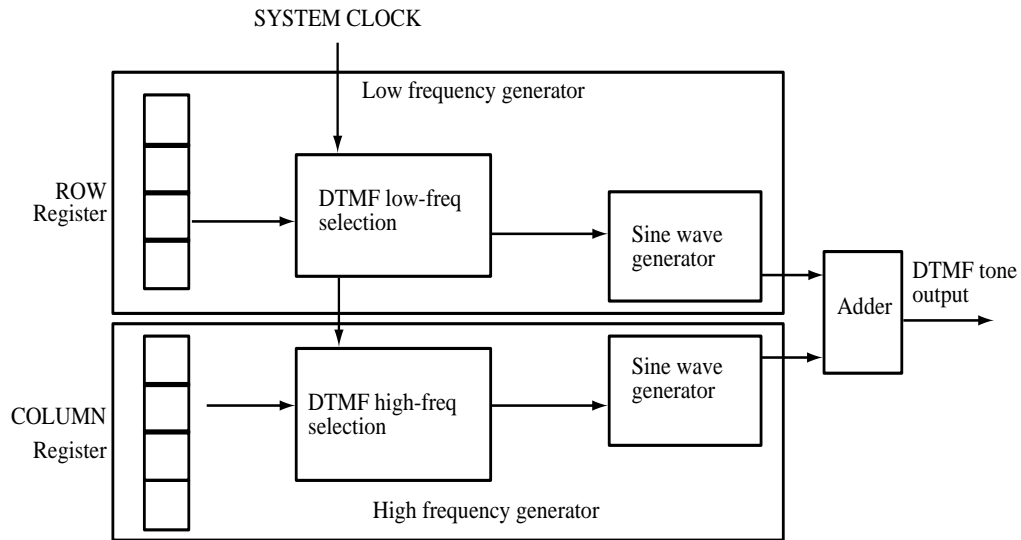 SYSTEM CLOCK
Low frequency generator
ROW
Register
DTMF low-freq
selection
Sine wave
generator
Adder
DTMF tone
output
COLUMN
Register
DTMF high-freq
selection
Sine wave
generator
High frequency generator